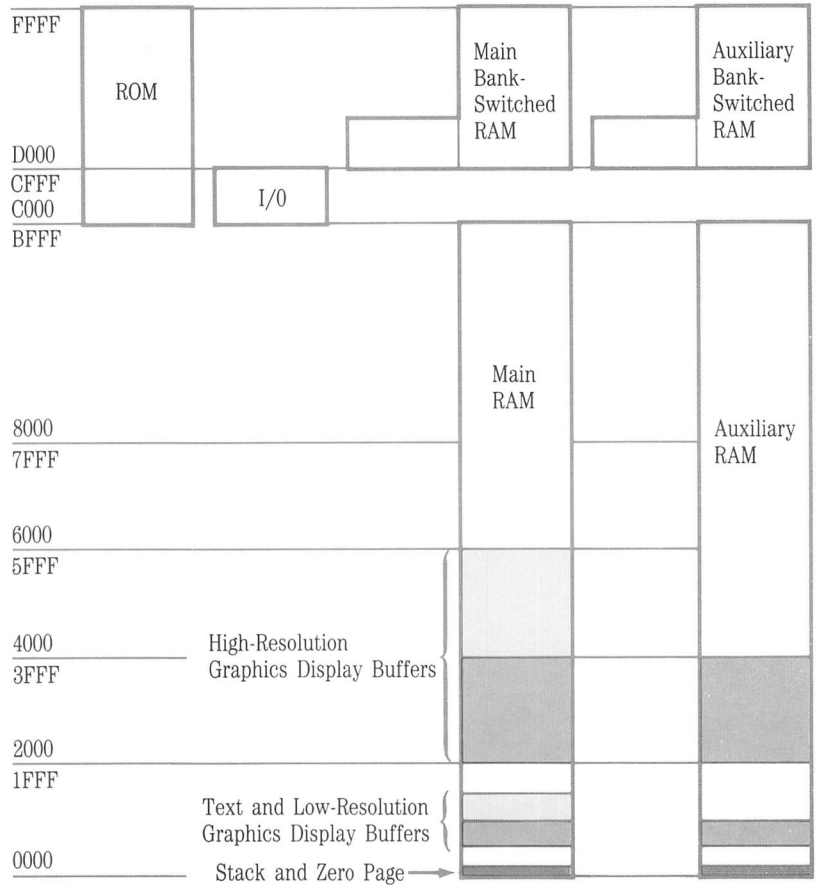 FFFF
ROM
Main
Bank-
Switched
RAM
Auxiliary
Bank-
Switched
RAM
D000
CFFF
C000
I/0
BFFF
Main
RAM
8000
7FFF
Auxiliary
RAM
6000
5FFF
4000
3FFF
High-Resolution
Graphics Display Buffers
2000
1FFF
Text and Low-Resolution
Graphics Display Buffers
0000
Stack and Zero Page